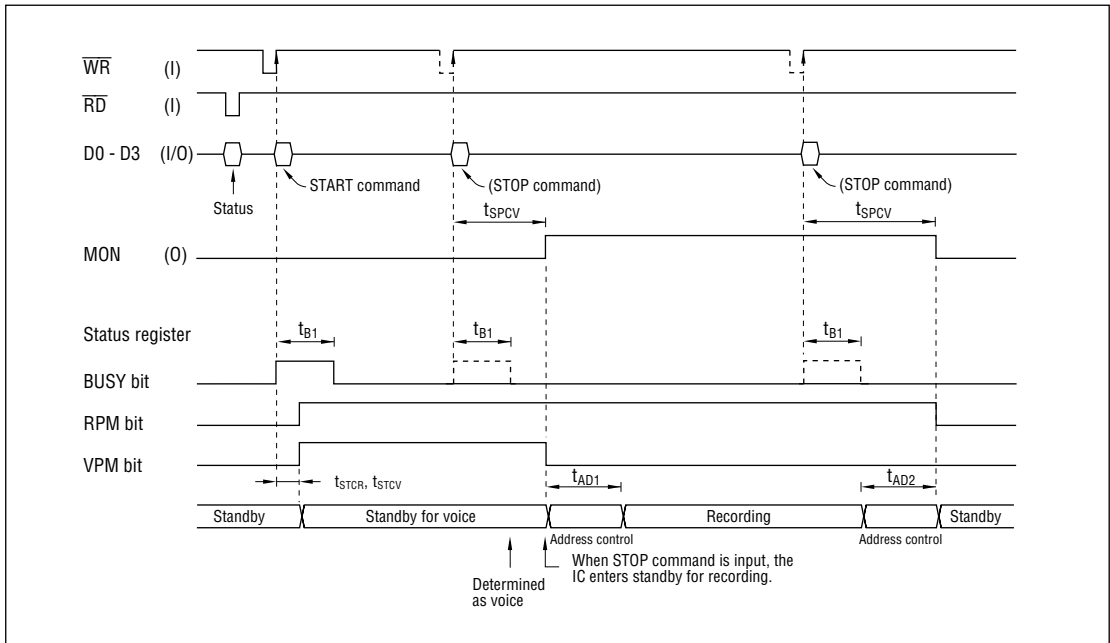 WR (I)
RD (I)
D0 - D3 (I/O)
START command
(STOP command)
(STOP command)
Status
tSPCV
tSPCV
MON (O)
Status register
tB1
tB1
tB1
BUSY bit
RPM bit
VPM bit
tSTCR, tSTCV
tAD1
tAD2
Standby
Standby for voice
Recording
Standby
Address control
Address control
When STOP command is input, the
IC enters standby for recording.
Determined
as voice